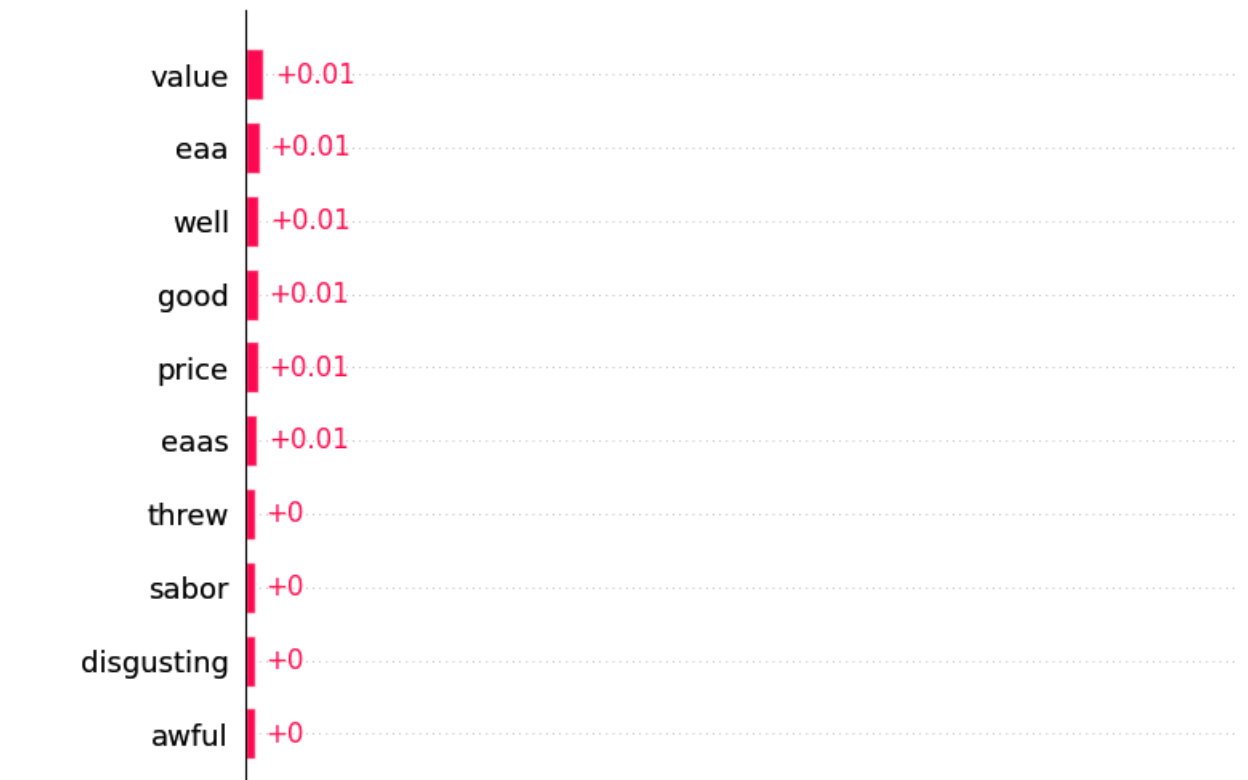 value +0.01
eaa +0.01
well +0.01
good +0.01
price +0.01
eaas +0.01
threw +0
sabor +0
disgusting +0
awful +0